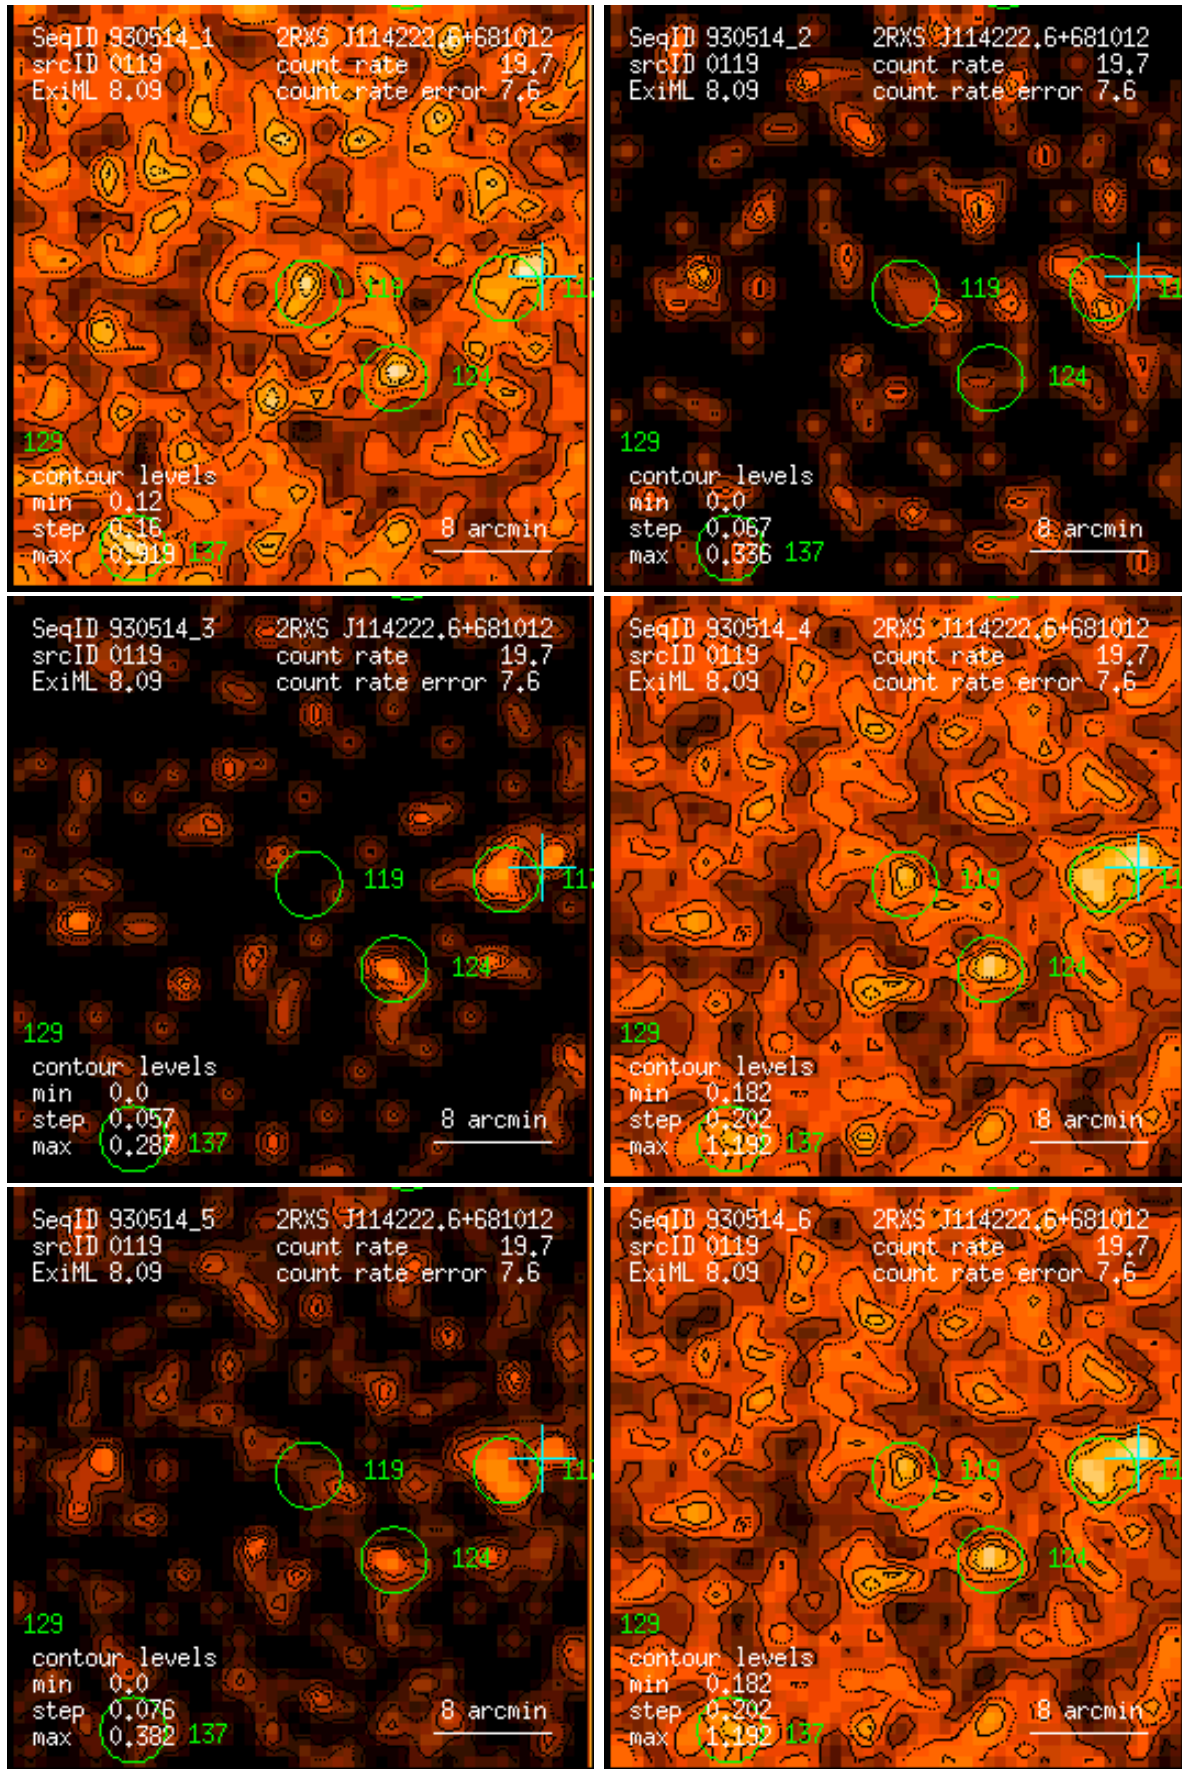 SeqID 930514_1 2RXS J114222.6+681012
srcID 0119 count rate 19.7
ExiML 8.09 count rate error 7.6
119
124
129
contour levels
min 0.12
step 0.16 8 arcmin
max 0.919 137
SeqID 930514_2 2RXS J114222.6+681012
srcID 0119 count rate 19.7
ExiML 8.09 count rate error 7.6
119
124
129
contour levels
min 0.0
step 0.067 8 arcmin
max 0.336 137
SeqID 930514_3 2RXS J114222.6+681012
srcID 0119 count rate 19.7
ExiML 8.09 count rate error 7.6
119
124
129
contour levels
min 0.0
step 0.057 8 arcmin
max 0.287 137
SeqID 930514_4 2RXS J114222.6+681012
srcID 0119 count rate 19.7
ExiML 8.09 count rate error 7.6
119
124
129
contour levels
min 0.182
step 0.202 8 arcmin
max 1.192 137
SeqID 930514_5 2RXS J114222.6+681012
srcID 0119 count rate 19.7
ExiML 8.09 count rate error 7.6
119
124
129
contour levels
min 0.0
step 0.076 8 arcmin
max 0.382 137
SeqID 930514_6 2RXS J114222.6+681012
srcID 0119 count rate 19.7
ExiML 8.09 count rate error 7.6
119
124
129
contour levels
min 0.182
step 0.202 8 arcmin
max 1.192 137